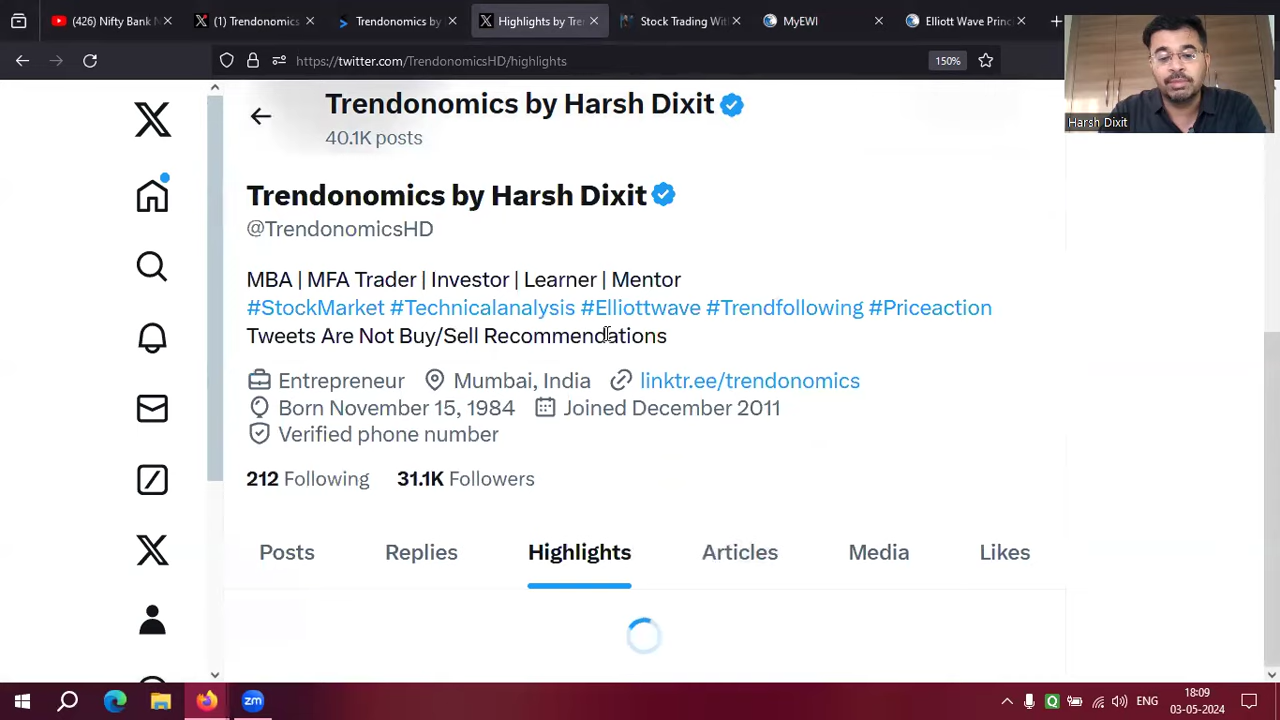 (426) Nifty Bank N
(1) Trendonomics
Trendonomics by
Highlights by Tre
Stock Trading Wit
MyEWI
Elliott Wave Princ
https://twitter.com/TrendonomicsHD/highlights
150%
Harsh Dixit
Trendonomics by Harsh Dixit
40.1K posts
Trendonomics by Harsh Dixit
@TrendonomicsHD
MBA | MFA Trader | Investor | Learner | Mentor
#StockMarket #Technicalanalysis #Elliottwave #Trendfollowing #Priceaction
Tweets Are Not Buy/Sell Recommendations
Entrepreneur Mumbai, India linktr.ee/trendonomics
Born November 15, 1984 Joined December 2011
Verified phone number
212 Following 31.1K Followers
Posts Replies Highlights Articles Media Likes
zm
ENG
18:09
03-05-2024